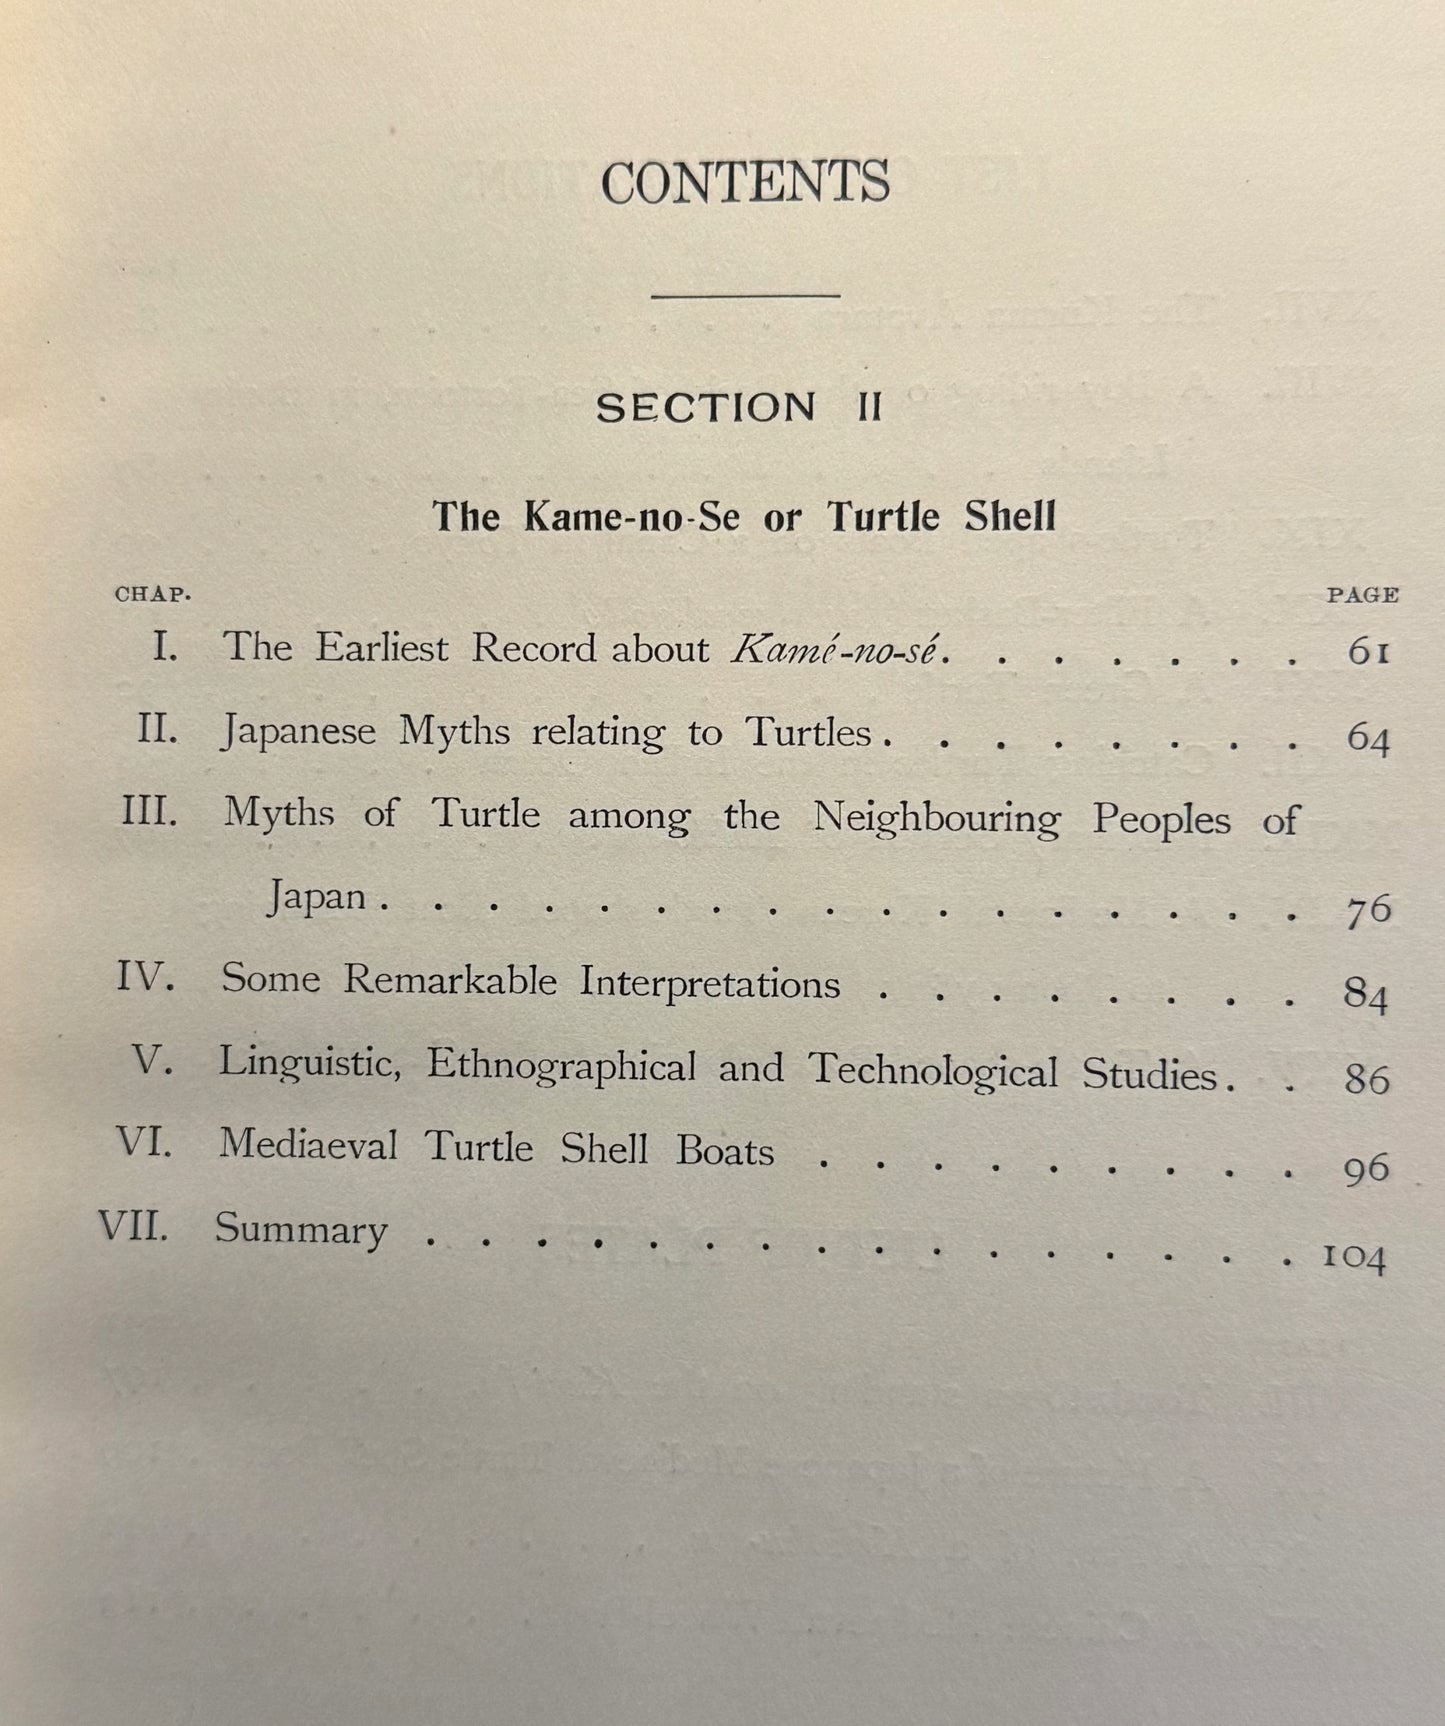 CONTENTS
SECTION II
The Kame-no-Se or Turtle Shell
CHAP. PAGE
I. The Earliest Record about Kamé-no-sé. . . . . . . 61
II. Japanese Myths relating to Turtles. . . . . . . . 64
III. Myths of Turtle among the Neighbouring Peoples of
Japan. . . . . . . . . . . . . . . . . 76
IV. Some Remarkable Interpretations . . . . . . . . 84
V. Linguistic, Ethnographical and Technological Studies. . 86
VI. Mediaeval Turtle Shell Boats . . . . . . . . . 96
VII. Summary . . . . . . . . . . . . . . . . 104